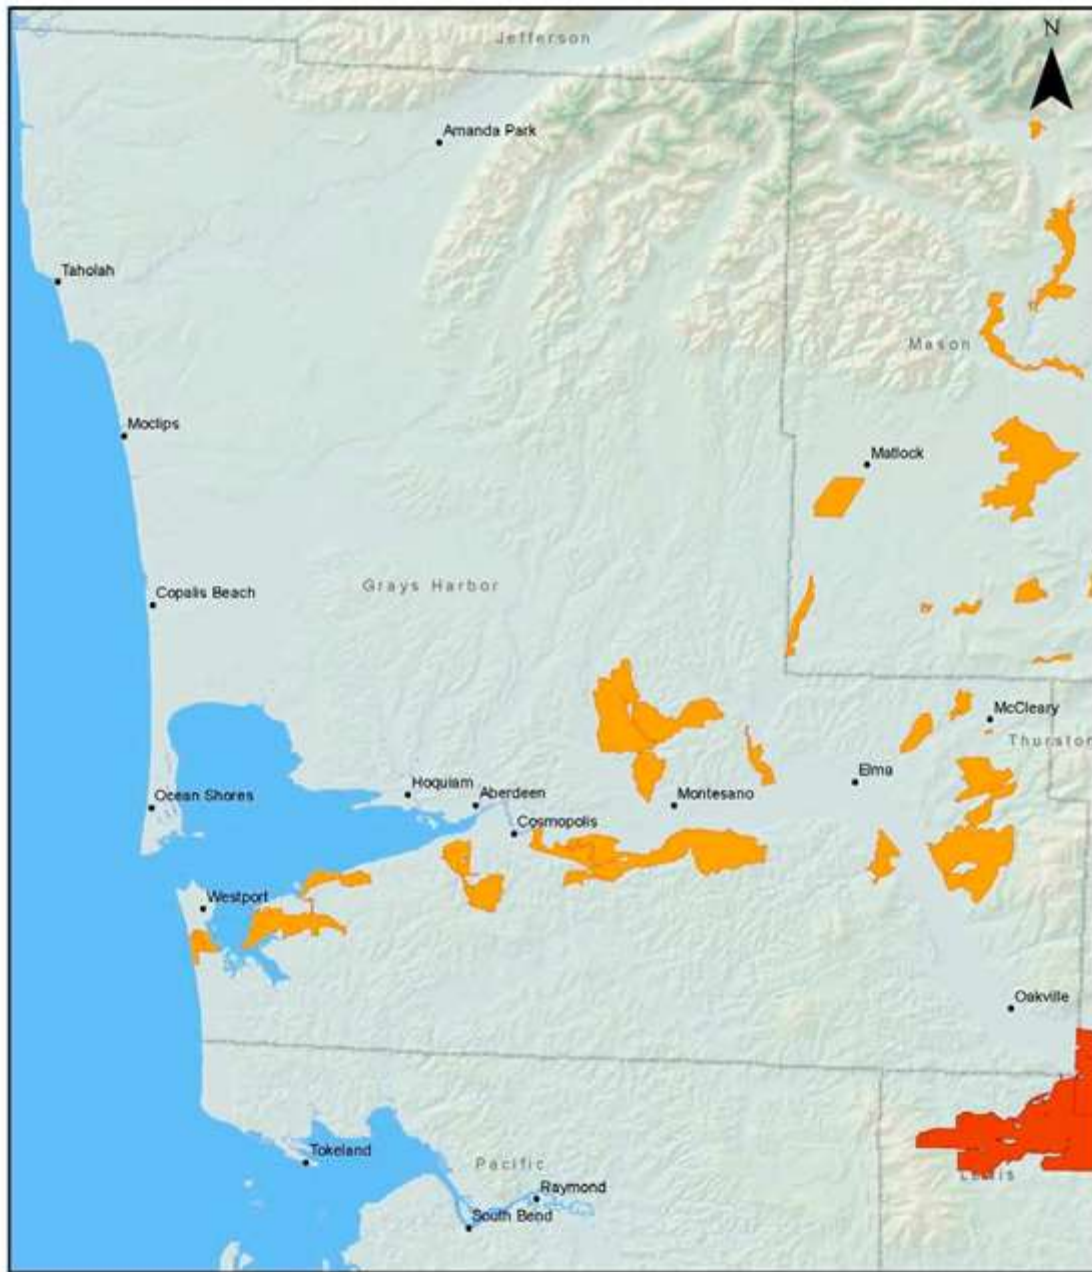 Jefferson
N
Amanda Park
Taholah
Mason
Moclips
Matlock
Copalis Beach
Grays Harbor
McCleary
Thurston
Elma
Ocean Shores
Hoquiam
Aberdeen
Montesano
Cosmopolis
Westport
Oakville
Tokeland
Pacific
Lewis
Raymond
South Bend